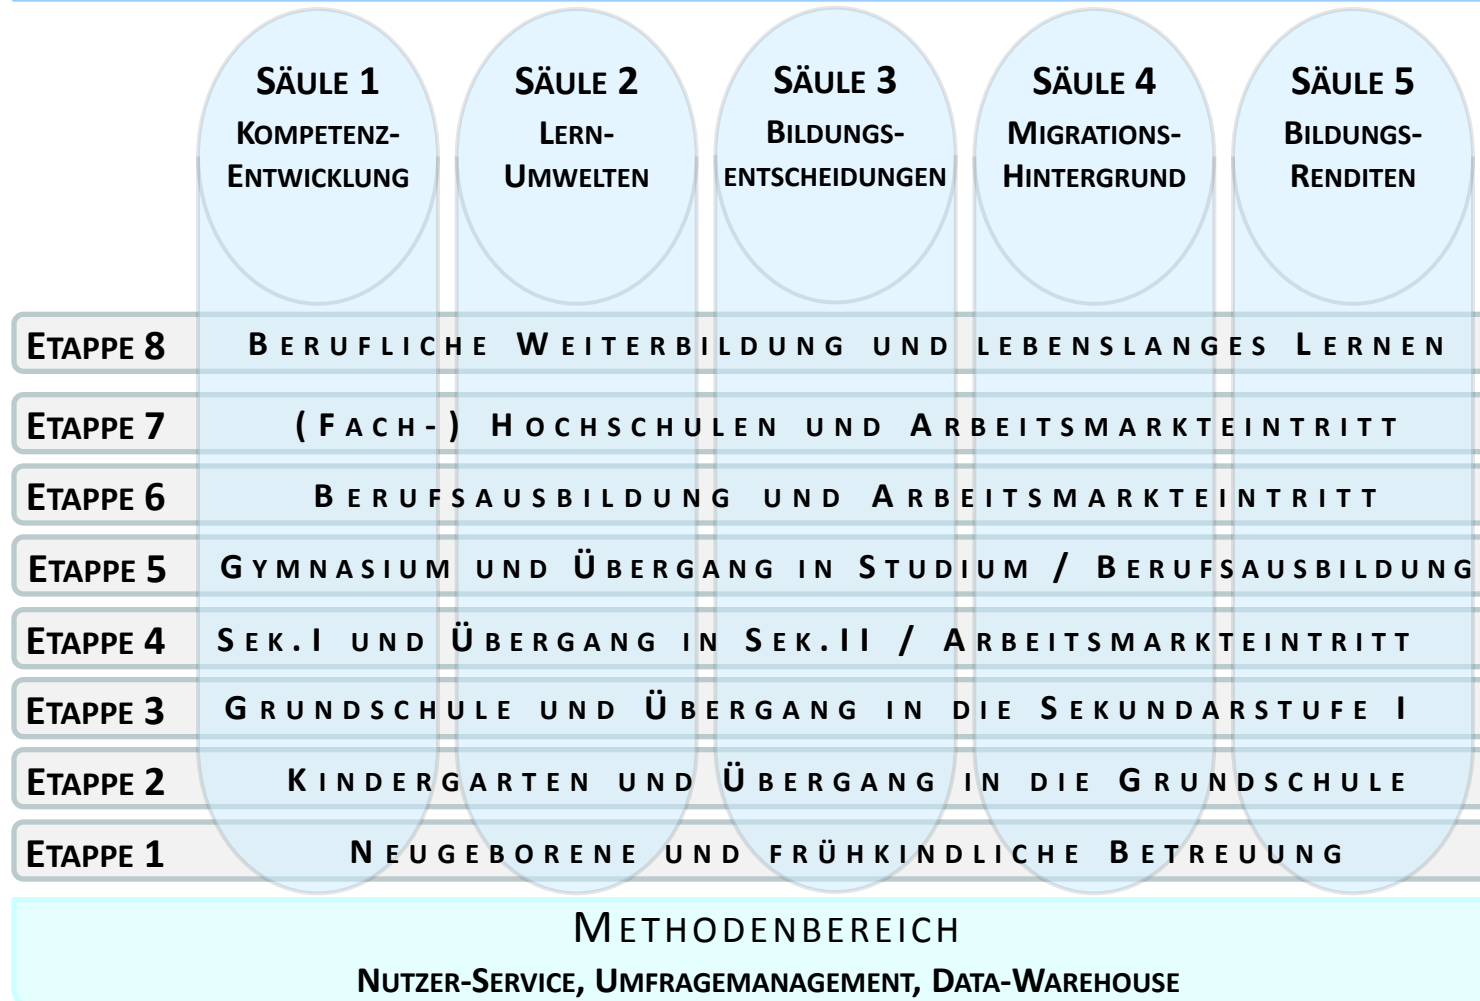 SÄULE 1
KOMPETENZ-
ENTWICKLUNG
SÄULE 2
LERN-
UMWELTEN
SÄULE 3
BILDUNGS-
ENTSCHEIDUNGEN
SÄULE 4
MIGRATIONS-
HINTERGRUND
SÄULE 5
BILDUNGS-
RENDITEN
ETAPPE 8 BERUFLICHE WEITERBILDUNG UND LEBENSLANGES LERNEN
ETAPPE 7 (FACH-) HOCHSCHULEN UND ARBEITSMARKTEINTRITT
ETAPPE 6 BERUFSAUSBILDUNG UND ARBEITSMARKTEINTRITT
ETAPPE 5 GYMNASIUM UND ÜBERGANG IN STUDIUM / BERUFSAUSBILDUNG
ETAPPE 4 SEK.I UND ÜBERGANG IN SEK.II / ARBEITSMARKTEINTRITT
ETAPPE 3 GRUNDSCHULE UND ÜBERGANG IN DIE SEKUNDARSTUFE I
ETAPPE 2 KINDERGARTEN UND ÜBERGANG IN DIE GRUNDSCHULE
ETAPPE 1 NEUGEBORENE UND FRÜHKINDLICHE BETREUUNG
METHODENBEREICH
NUTZER-SERVICE, UMFRAGEMANAGEMENT, DATA-WAREHOUSE